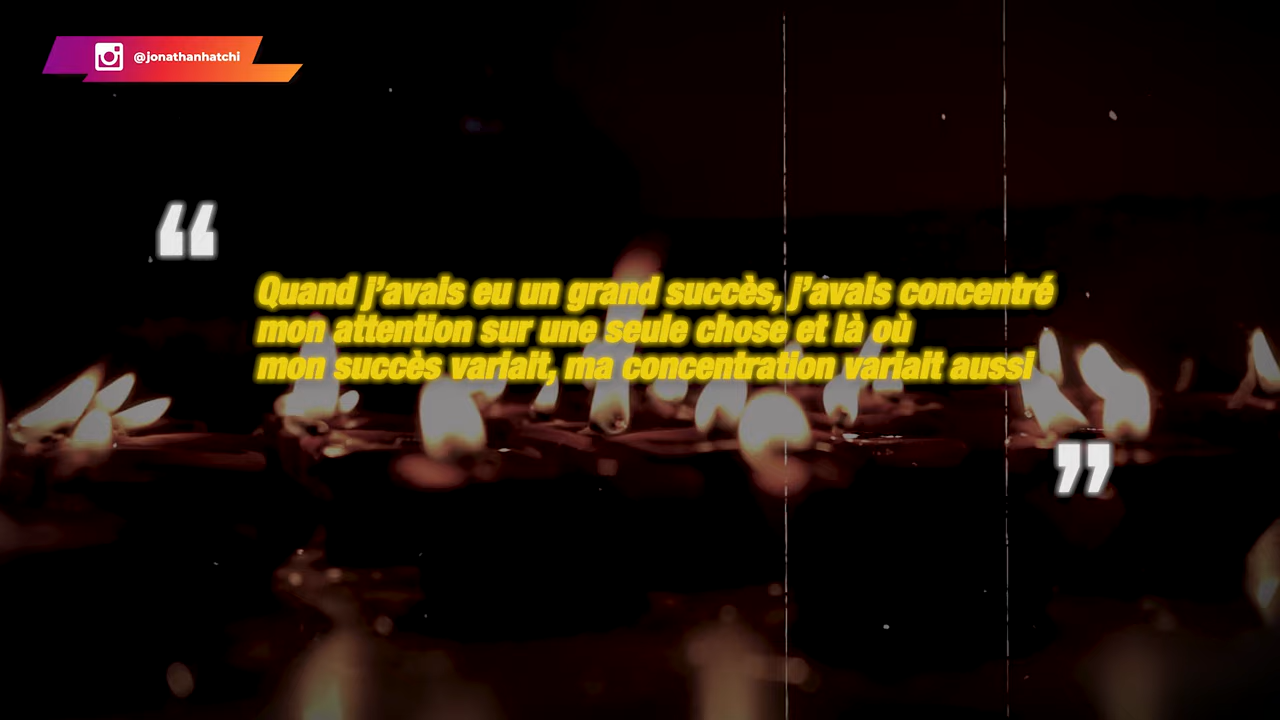 @jonathanhatchi
“
Quand j’avais eu un grand succès, j’avais concentré
mon attention sur une seule chose et là où
mon succès variait, ma concentration variait aussi
”